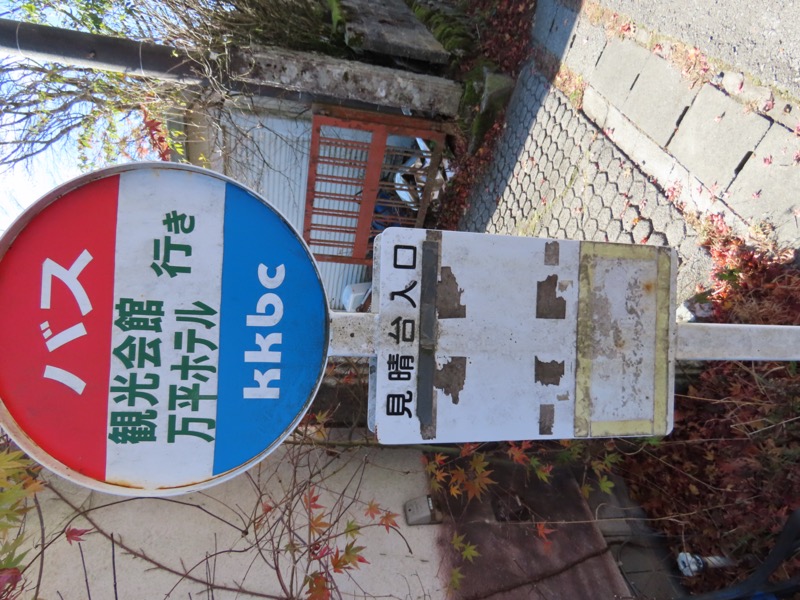 バス
観光会館
万平ホテル 行き
kkbc
見晴台入口